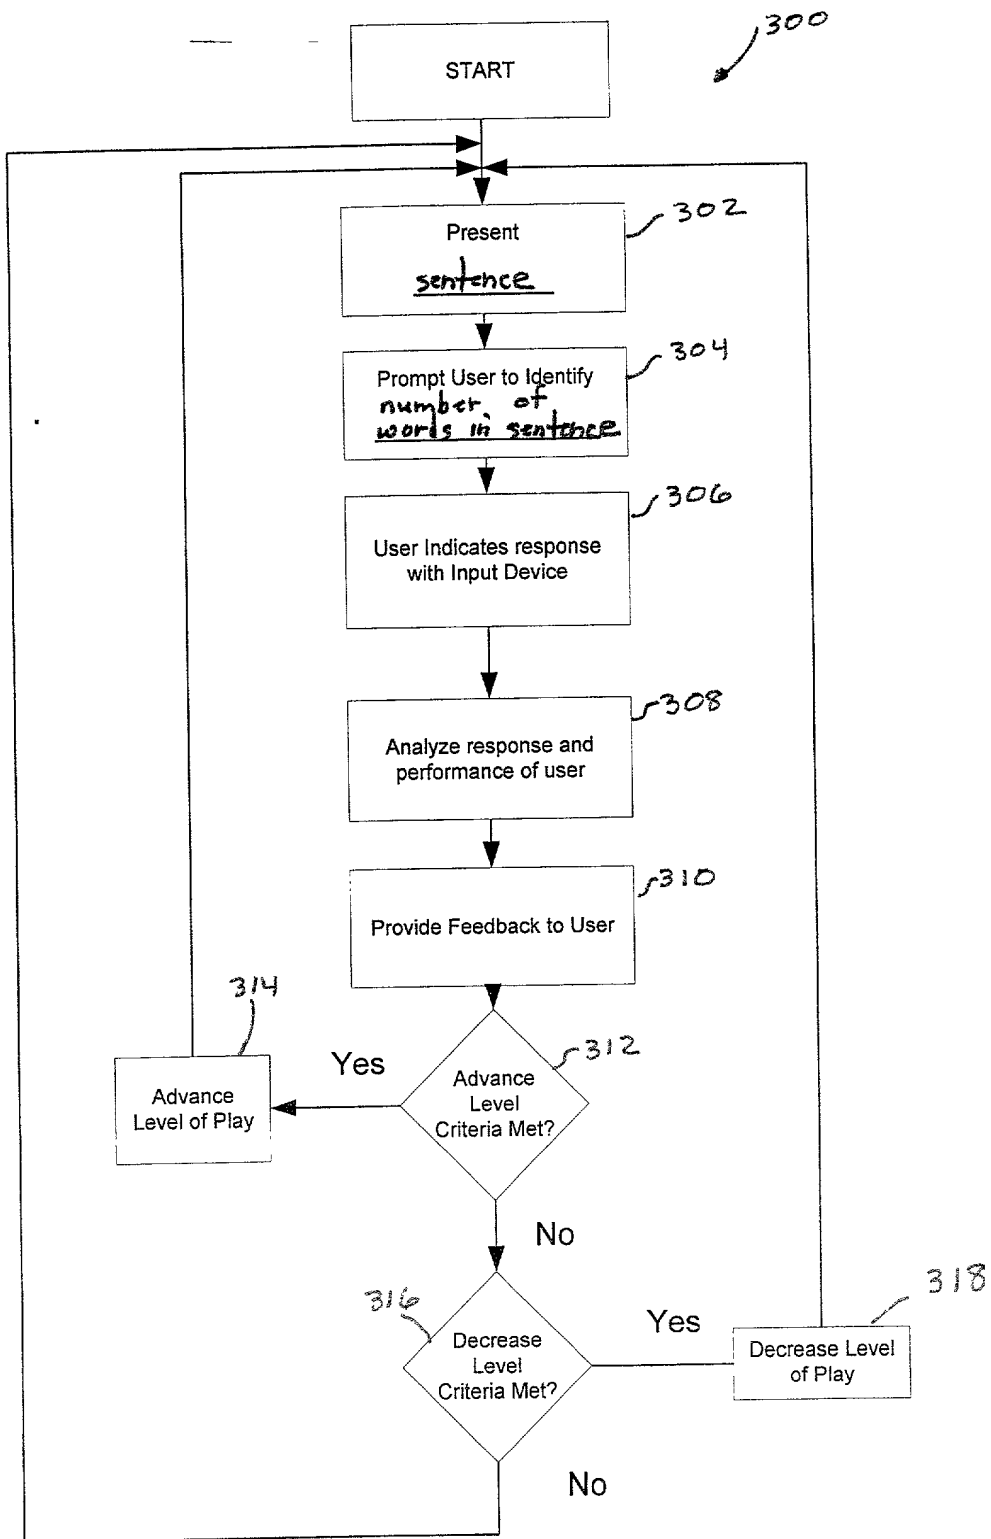 300
START
302
Present
sentence
304
Prompt User to Identify
number of
words in sentence
306
User Indicates response
with Input Device
308
Analyze response and
performance of user
310
Provide Feedback to User
314
Advance
Level of Play
Yes
312
Advance
Level
Criteria Met?
No
316
Decrease
Level
Criteria Met?
Yes
318
Decrease Level
of Play
No